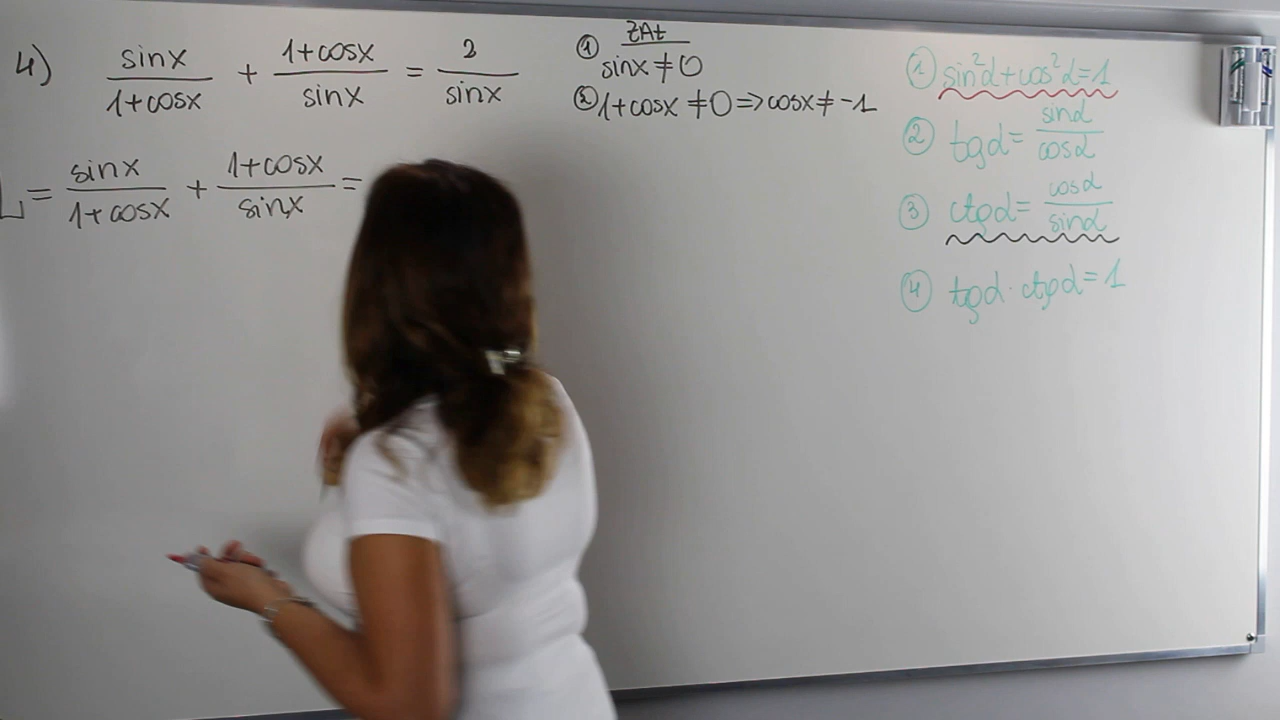 4) sinx/1+cosx + 1+cosx/sinx = 2/sinx
L = sinx/1+cosx + 1+cosx/sinx =
ZAŁ
① sinx ≠ 0
② 1+cosx ≠ 0 => cosx ≠ -1
① sin²α+cos²α=1
② tgα = sinα/cosα
③ ctgα = cosα/sinα
④ tgα · ctgα = 1